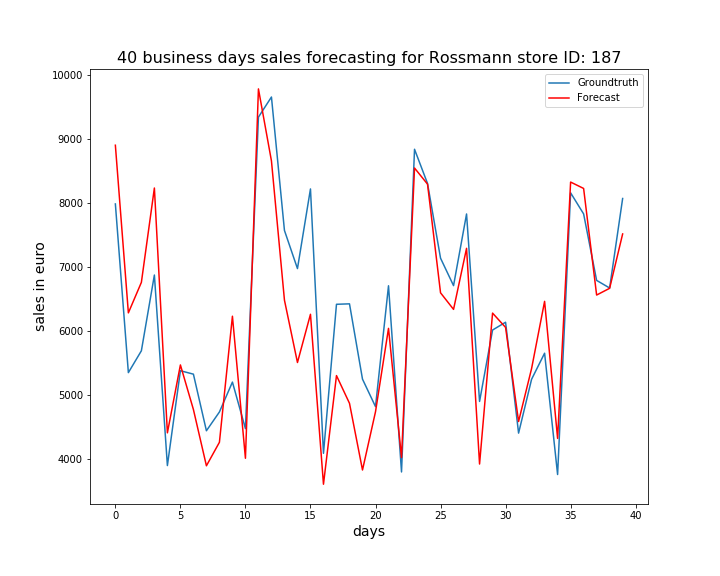 40 business days sales forecasting for Rossmann store ID: 187
Groundtruth
Forecast
10000
9000
8000
7000
6000
5000
4000
sales in euro
0 5 10 15 20 25 30 35 40
days